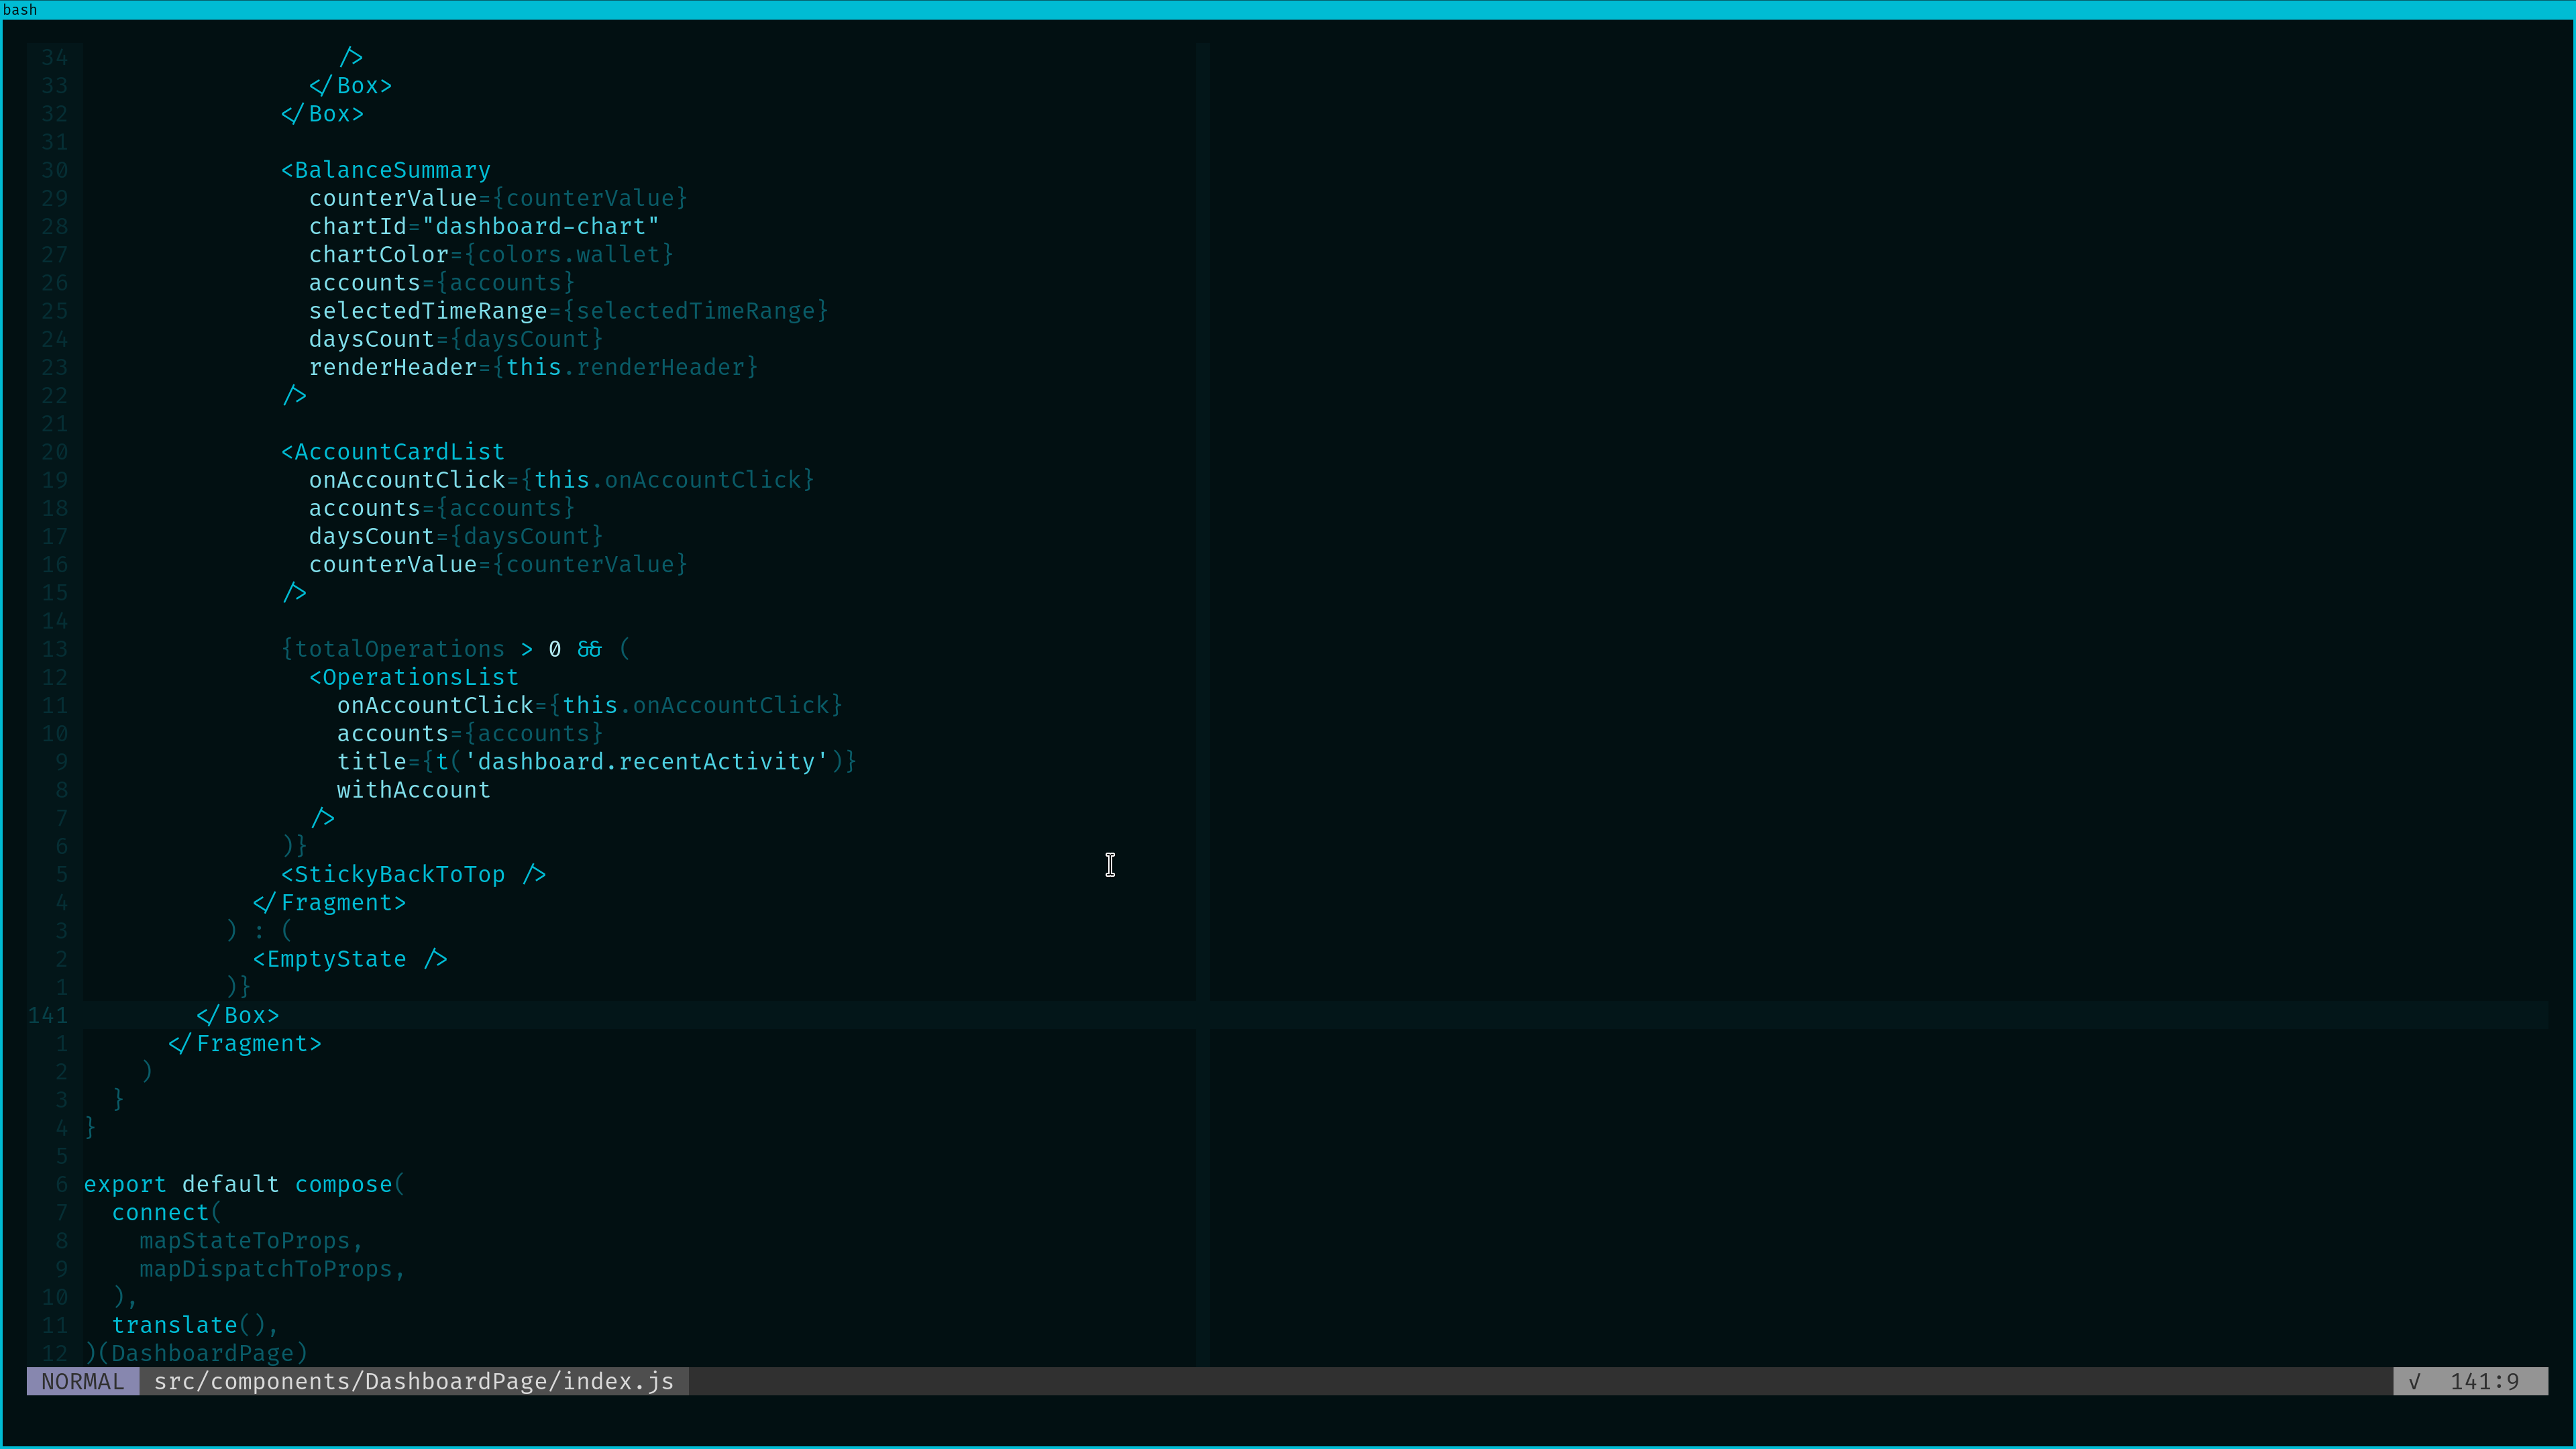 bash
34                   />
33                 </Box>
32               </Box>
31
30               <BalanceSummary
29                 counterValue={counterValue}
28                 chartId="dashboard-chart"
27                 chartColor={colors.wallet}
26                 accounts={accounts}
25                 selectedTimeRange={selectedTimeRange}
24                 daysCount={daysCount}
23                 renderHeader={this.renderHeader}
22               />
21
20               <AccountCardList
19                 onAccountClick={this.onAccountClick}
18                 accounts={accounts}
17                 daysCount={daysCount}
16                 counterValue={counterValue}
15               />
14
13               {totalOperations > 0 && (
12                 <OperationsList
11                   onAccountClick={this.onAccountClick}
10                   accounts={accounts}
9                   title={t('dashboard.recentActivity')}
8                   withAccount
7                 />
6               )}
5               <StickyBackToTop />
4             </Fragment>
3           ) : (
2             <EmptyState />
1           )}
141         </Box>
1       </Fragment>
2     )
3   }
4 }
5
6 export default compose(
7   connect(
8     mapStateToProps,
9     mapDispatchToProps,
10   ),
11   translate(),
12 )(DashboardPage)
NORMAL src/components/DashboardPage/index.js √ 141:9